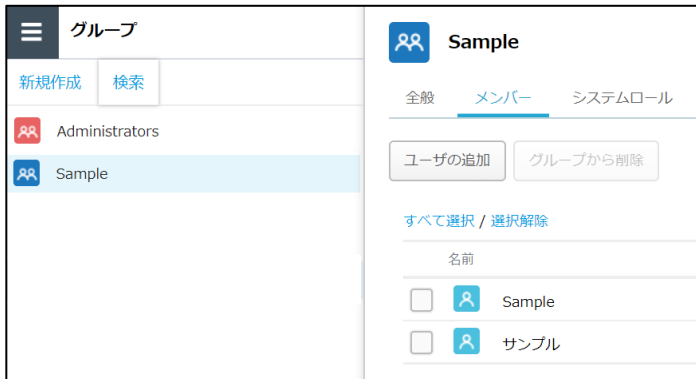 グループ
新規作成 検索
Administrators
Sample
Sample
全般 メンバー システムロール
ユーザの追加 グループから削除
すべて選択 / 選択解除
名前
Sample
サンプル